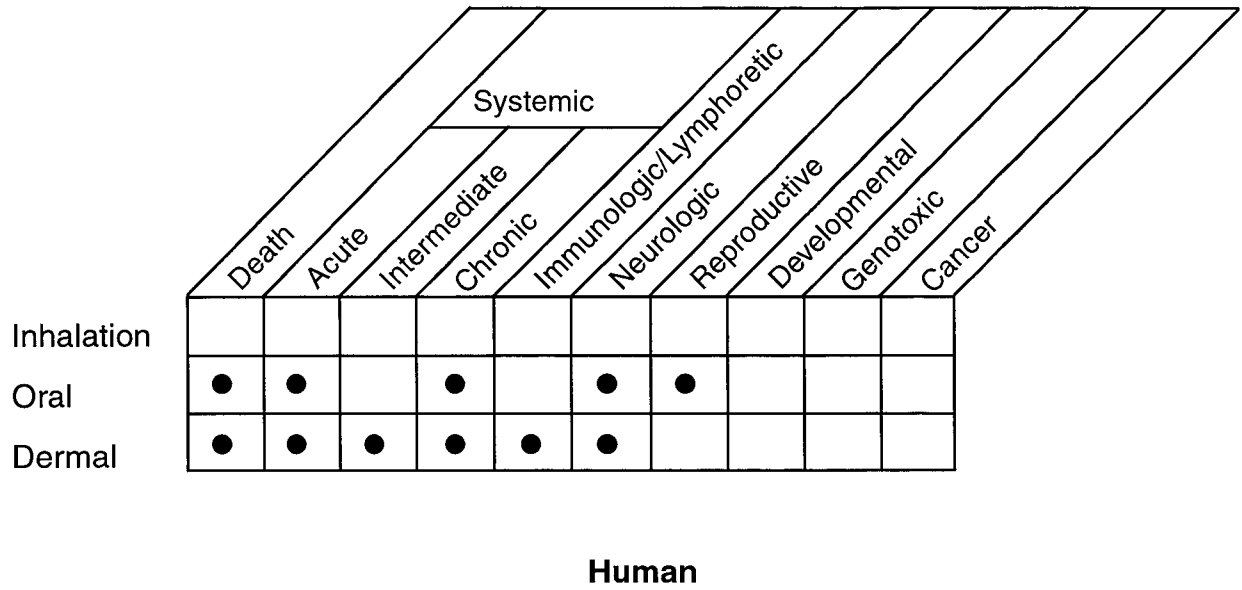 Systemic
Death
Acute
Intermediate
Chronic
Immunologic/Lymphoretic
Neurologic
Reproductive
Developmental
Genotoxic
Cancer
Inhalation
Oral
Dermal
Human